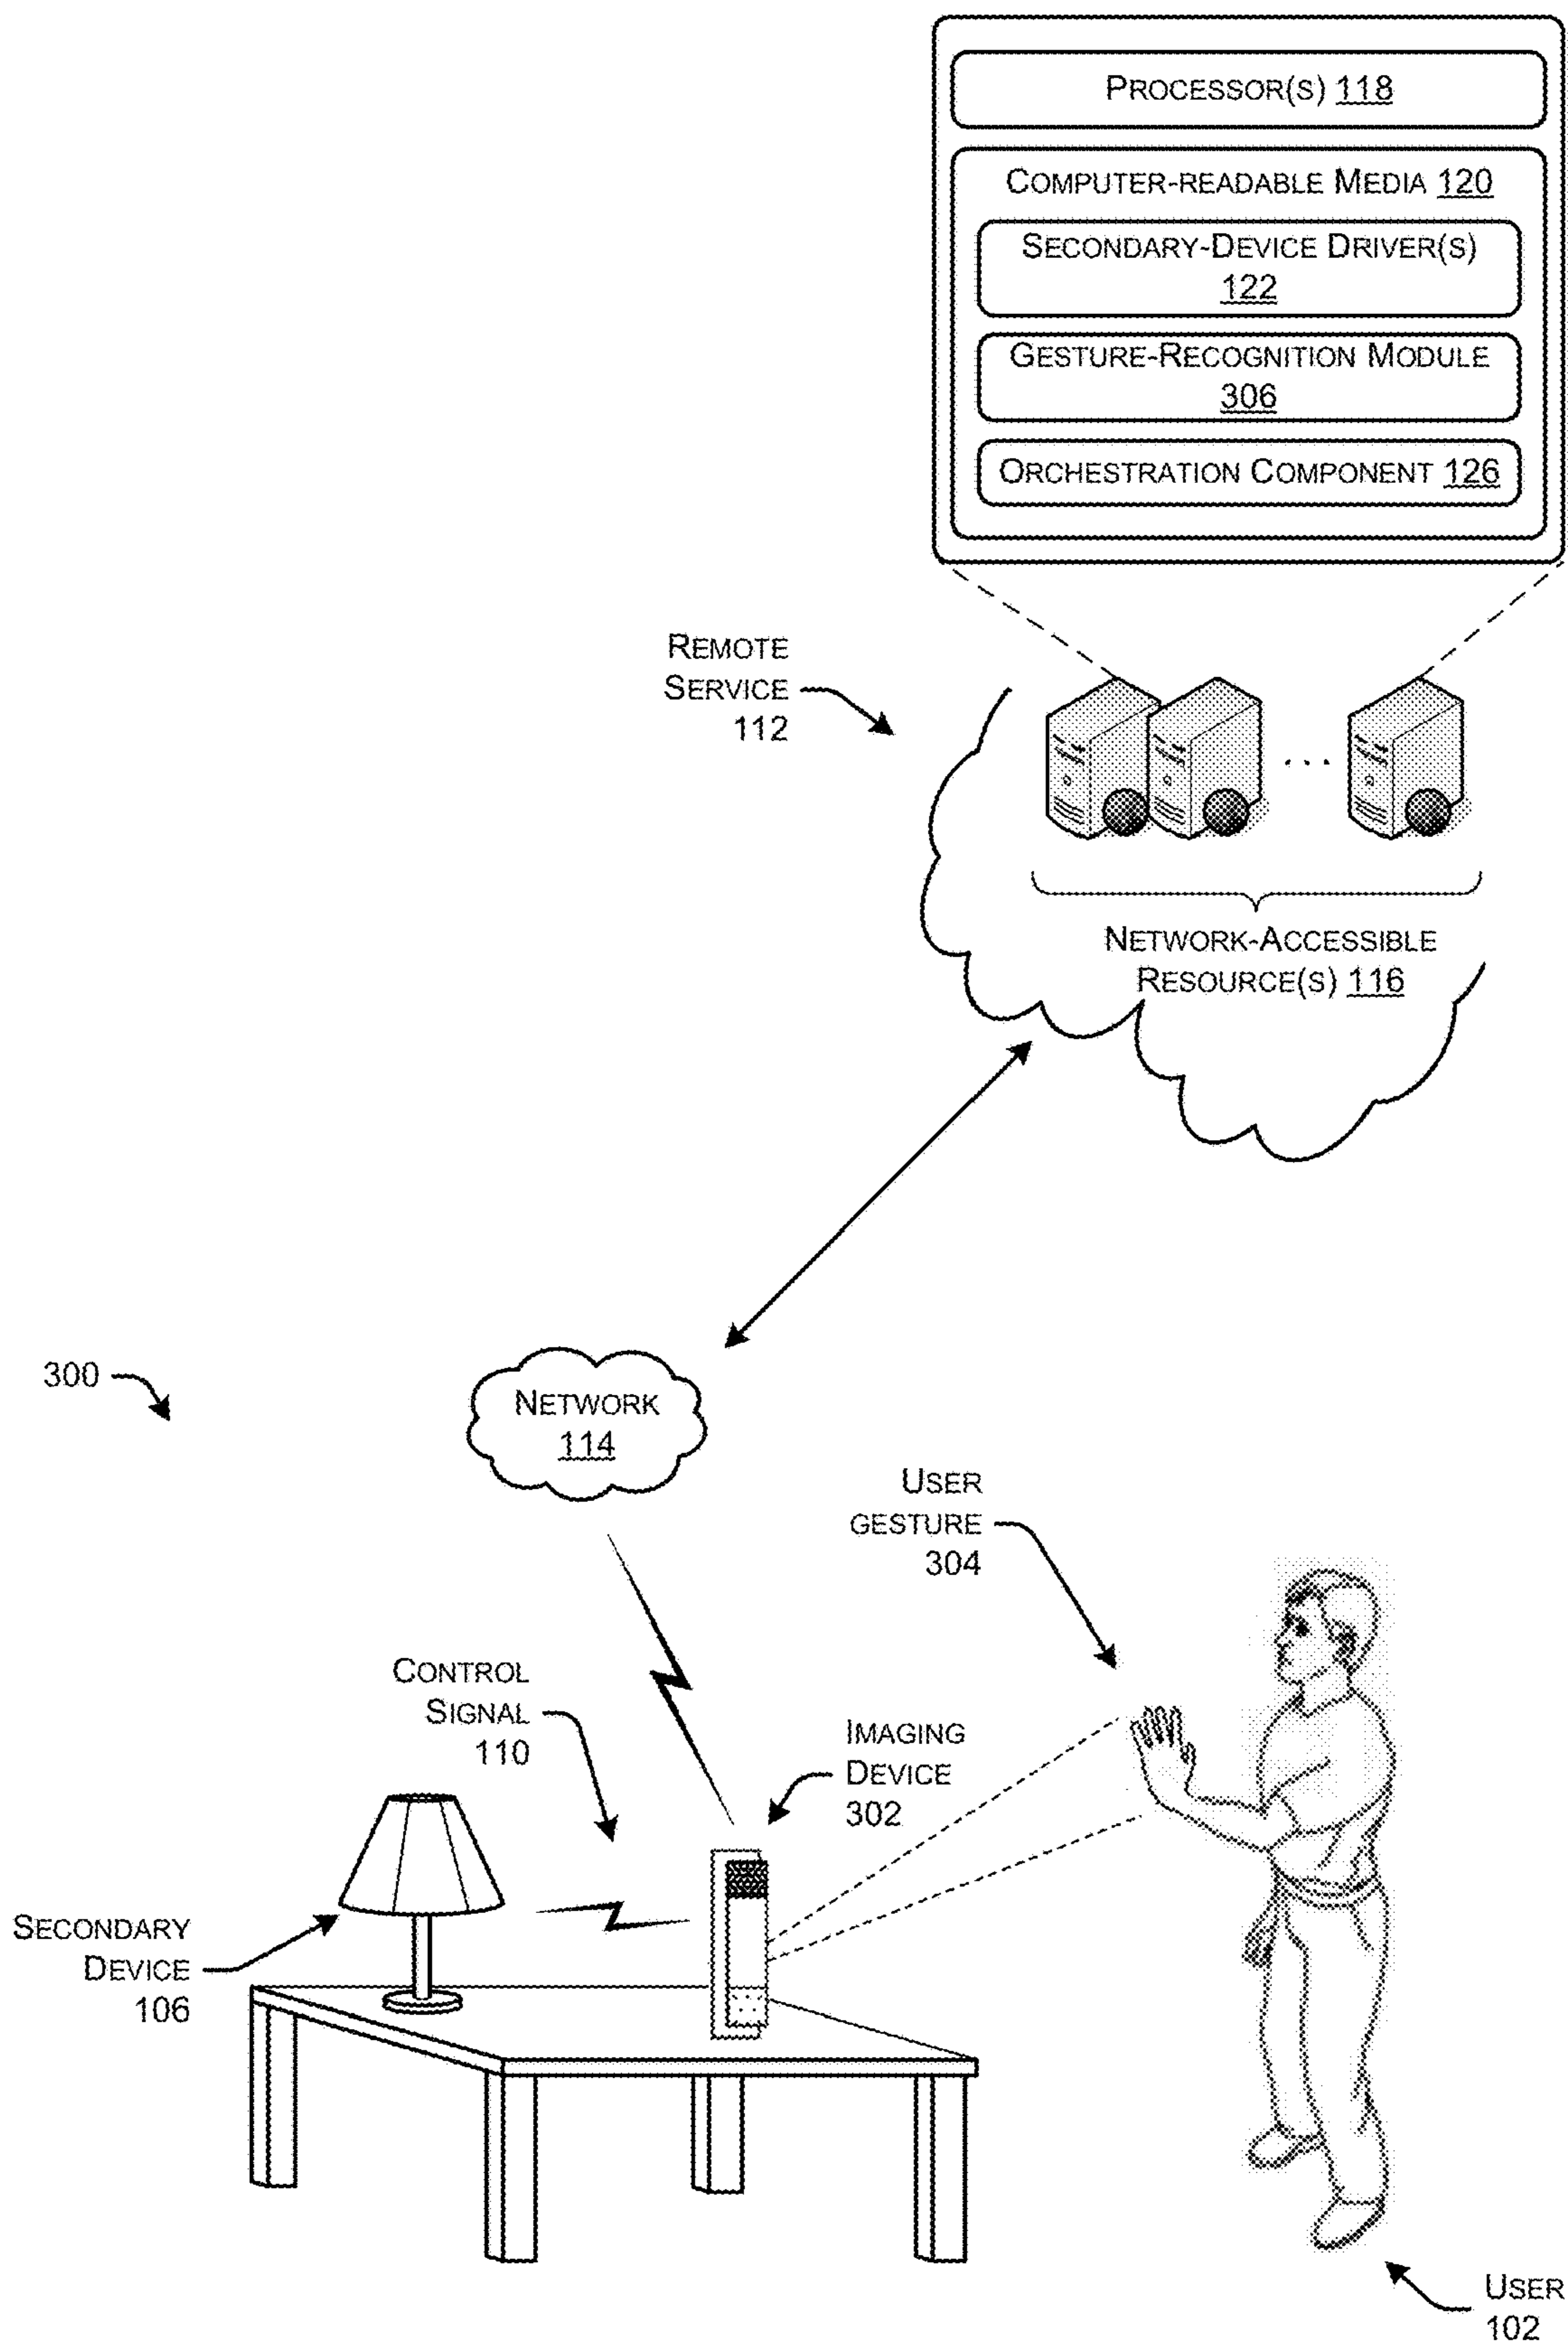 PROCESSOR(S) 118
COMPUTER-READABLE MEDIA 120
SECONDARY-DEVICE DRIVER(S)
122
GESTURE-RECOGNITION MODULE
306
ORCHESTRATION COMPONENT 126
REMOTE
SERVICE
112
. . .
NETWORK-ACCESSIBLE
RESOURCE(S) 116
300
NETWORK
114
USER
GESTURE
304
CONTROL
SIGNAL
110
IMAGING
DEVICE
302
SECONDARY
DEVICE
106
USER
102